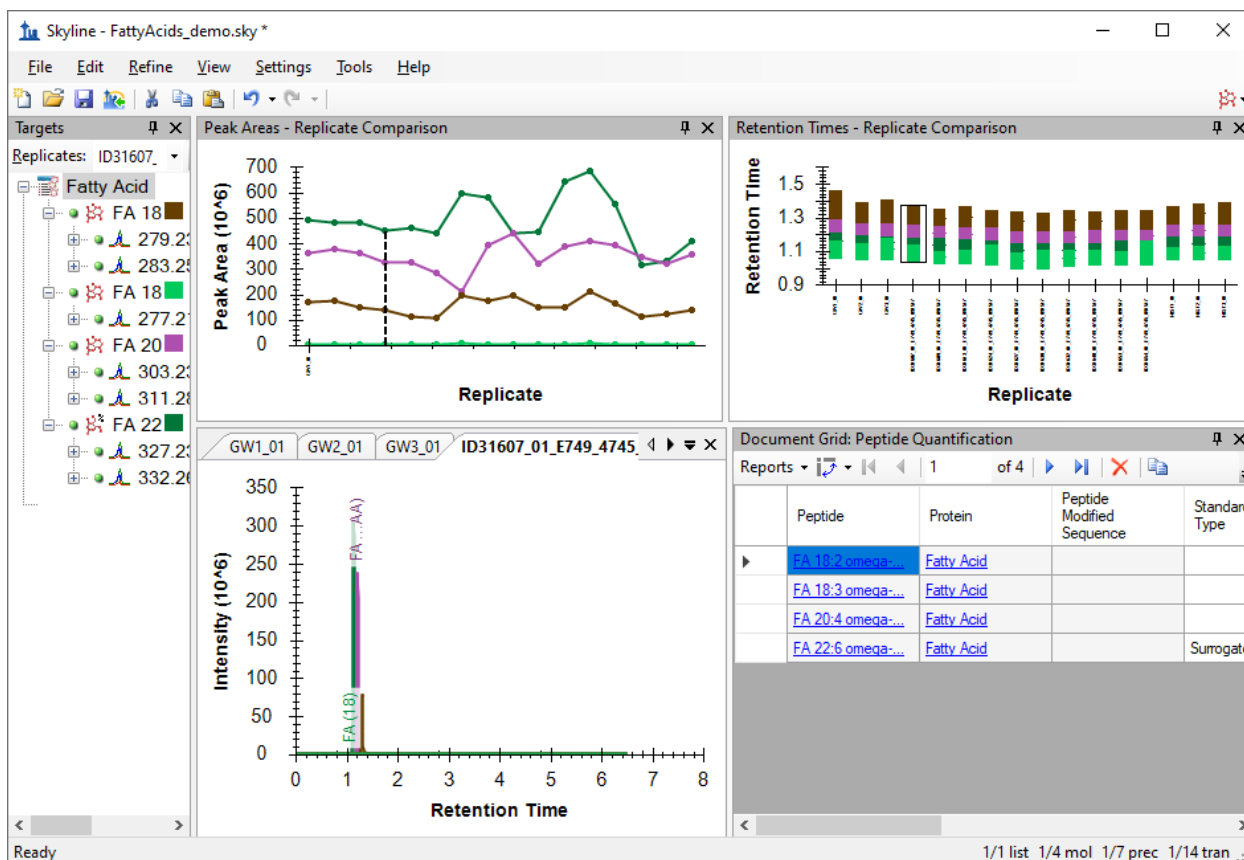 Skyline - FattyAcids_demo.sky *
File Edit Refine View Settings Tools Help
Targets
Replicates: ID31607_
Fatty Acid
FA 18
279.23
283.25
FA 18
277.27
FA 20
303.23
311.28
FA 22
327.23
332.26
Peak Areas - Replicate Comparison
Peak Area (10^6)
700
600
500
400
300
200
100
0
Replicate
Retention Times - Replicate Comparison
Retention Time
1.5
1.3
1.1
0.9
Replicate
GW1_01 GW2_01 GW3_01 ID31607_01_E749_4745_
Intensity (10^6)
350
300
250
200
150
100
50
0
FA ...AA)
FA (18)
0 1 2 3 4 5 6 7 8
Retention Time
Document Grid: Peptide Quantification
Reports 1 of 4
Peptide Protein Peptide Modified Sequence Standard Type
FA 18:2 omega-... Fatty Acid
FA 18:3 omega-... Fatty Acid
FA 20:4 omega-... Fatty Acid
FA 22:6 omega-... Fatty Acid Surrogate
Ready
1/1 list 1/4 mol 1/7 prec 1/14 tran